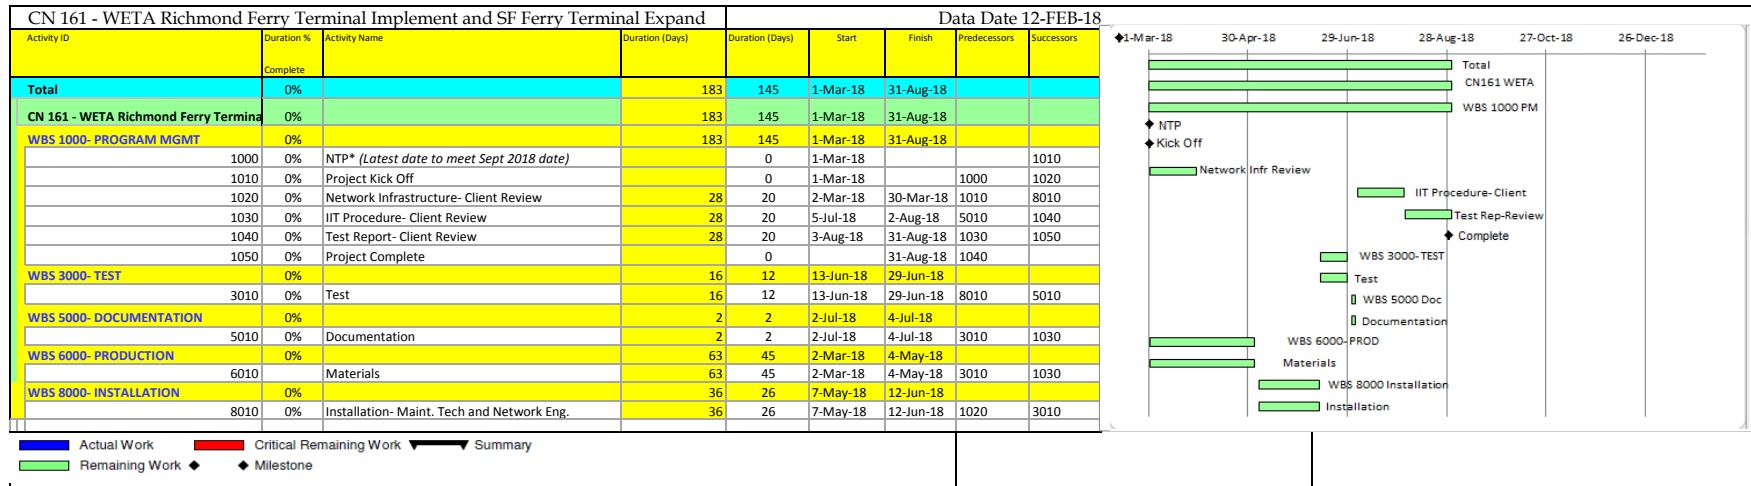 CN 161 - WETA Richmond Ferry Terminal Implement and SF Ferry Terminal Expand Data Date 12-FEB-18
Activity ID Duration % Complete Activity Name Duration (Days) Duration (Days) Start Finish Predecessors Successors
Total 0% 183 145 1-Mar-18 31-Aug-18
CN 161 - WETA Richmond Ferry Termina 0% 183 145 1-Mar-18 31-Aug-18
WBS 1000- PROGRAM MGMT 0% 183 145 1-Mar-18 31-Aug-18
1000 0% NTP* (Latest date to meet Sept 2018 date) 0 1-Mar-18 1010
1010 0% Project Kick Off 0 1-Mar-18 1000 1020
1020 0% Network Infrastructure- Client Review 28 20 2-Mar-18 30-Mar-18 1010 8010
1030 0% IIT Procedure- Client Review 28 20 5-Jul-18 2-Aug-18 5010 1040
1040 0% Test Report- Client Review 28 20 3-Aug-18 31-Aug-18 1030 1050
1050 0% Project Complete 0 31-Aug-18 1040
WBS 3000- TEST 0% 16 12 13-Jun-18 29-Jun-18
3010 0% Test 16 12 13-Jun-18 29-Jun-18 8010 5010
WBS 5000- DOCUMENTATION 0% 2 2 2-Jul-18 4-Jul-18
5010 0% Documentation 2 2 2-Jul-18 4-Jul-18 3010 1030
WBS 6000- PRODUCTION 0% 63 45 2-Mar-18 4-May-18
6010 Materials 63 45 2-Mar-18 4-May-18 3010 1030
WBS 8000- INSTALLATION 0% 36 26 7-May-18 12-Jun-18
8010 0% Installation- Maint. Tech and Network Eng. 36 26 7-May-18 12-Jun-18 1020 3010
1-Mar-18 30-Apr-18 29-Jun-18 28-Aug-18 27-Oct-18 26-Dec-18
Total
CN161 WETA
WBS 1000 PM
NTP
Kick Off
Network Infr Review
IIT Procedure- Client
Test Rep-Review
Complete
WBS 3000- TEST
Test
WBS 5000 Doc
Documentation
WBS 6000- PROD
Materials
WBS 8000 Installation
Installation
Actual Work Critical Remaining Work Summary
Remaining Work Milestone